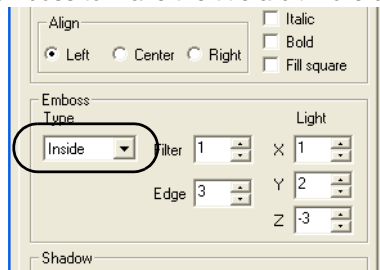 Align
Left Center Right
Italic
Bold
Fill square
Emboss
Type
Light
Inside Filter 1 X 1
Edge 3 Y 2
Z -3
Shadow